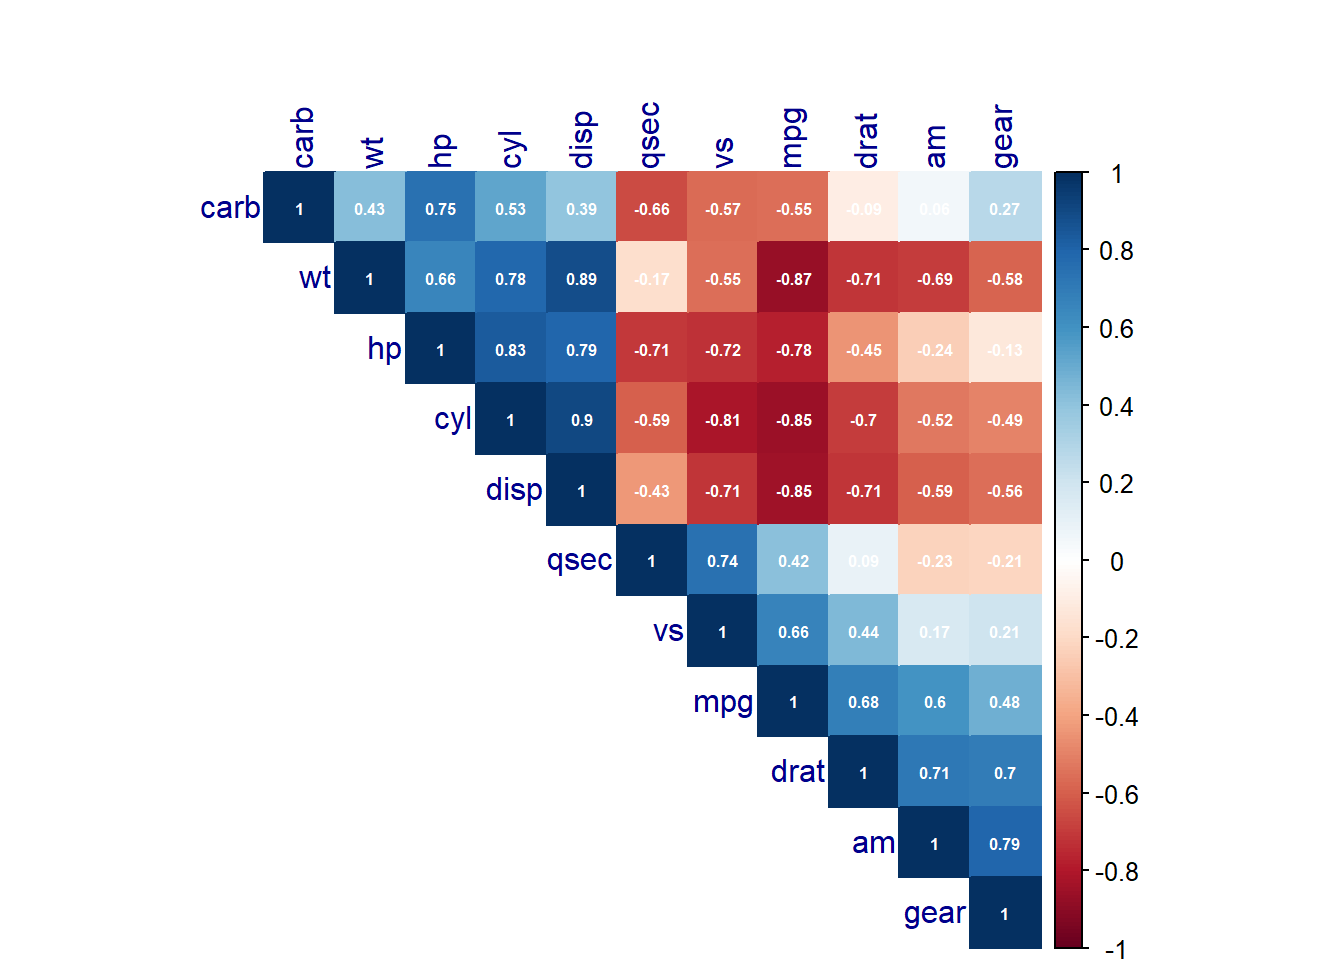 carb wt hp cyl disp qsec vs mpg drat am gear
carb 1 0.43 0.75 0.53 0.39 -0.66 -0.57 -0.55 -0.09 0.06 0.27 1
wt 1 0.66 0.78 0.89 -0.17 -0.55 -0.87 -0.71 -0.69 -0.58 0.8
hp 1 0.83 0.79 -0.71 -0.72 -0.78 -0.45 -0.24 -0.13 0.6
cyl 1 0.9 -0.59 -0.81 -0.85 -0.7 -0.52 -0.49 0.4
disp 1 -0.43 -0.71 -0.85 -0.71 -0.59 -0.56 0.2
qsec 1 0.74 0.42 0.09 -0.23 -0.21 0
vs 1 0.66 0.44 0.17 0.21 -0.2
mpg 1 0.68 0.6 0.48 -0.4
drat 1 0.71 0.7 -0.6
am 1 0.79 -0.8
gear 1 -1